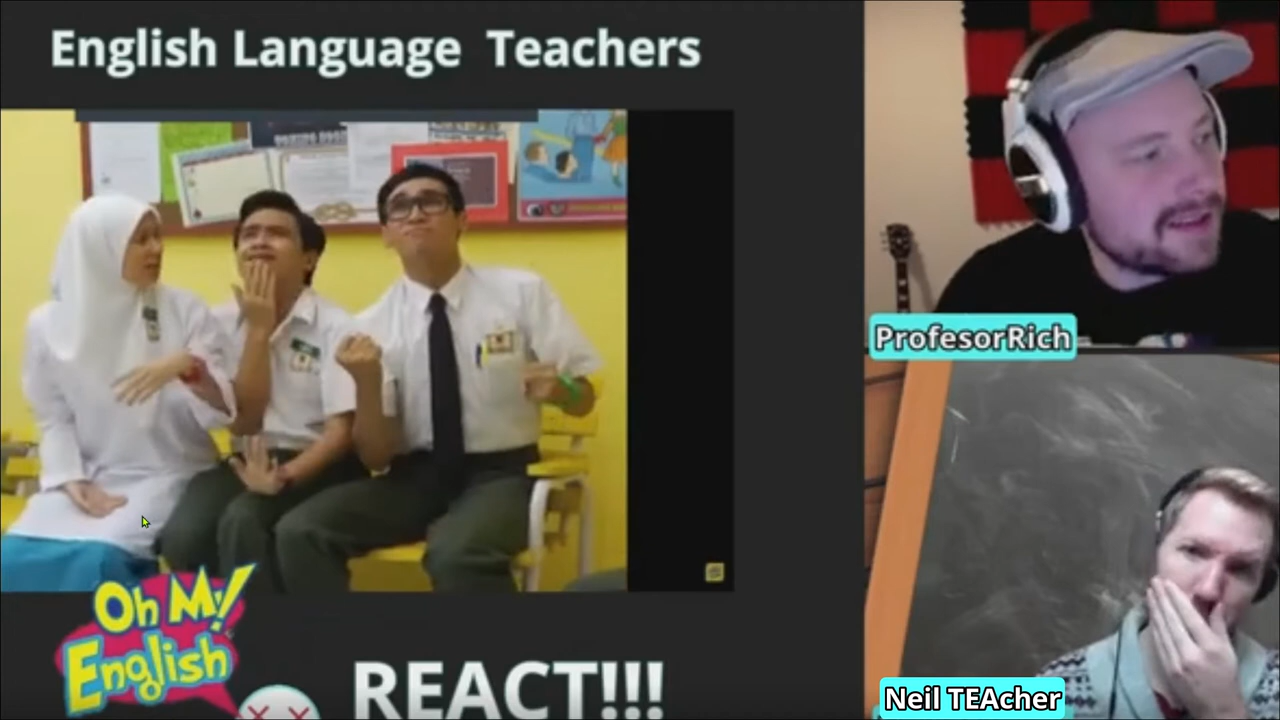 English Language Teachers
ProfesorRich
Oh My!
English
REACT!!!
Neil TEAcher